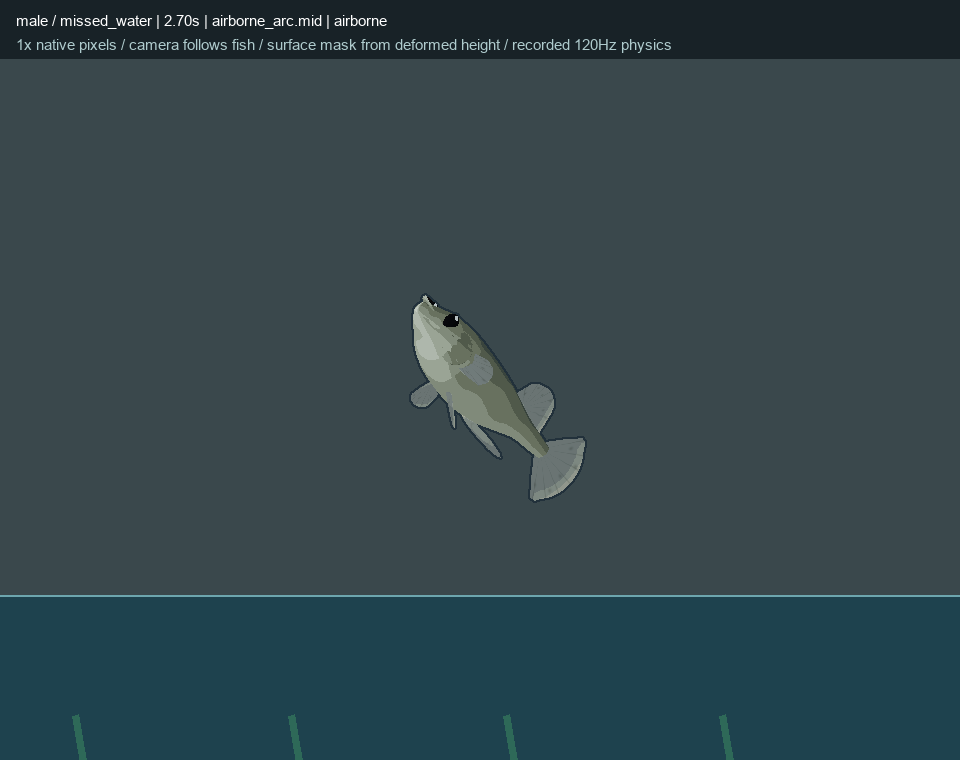 male / missed_water | 2.70s | airborne_arc.mid | airborne
1x native pixels / camera follows fish / surface mask from deformed height / recorded 120Hz physics